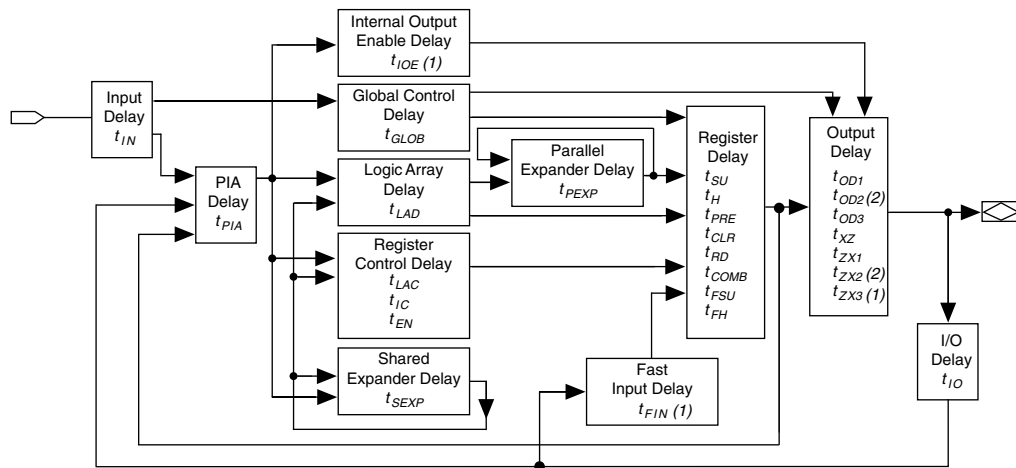 Internal Output
Enable Delay
tIOE (1)
Input
Delay
tIN
Global Control
Delay
tGLOB
Logic Array
Delay
tLAD
Parallel
Expander Delay
tPEXP
PIA
Delay
tPIA
Register
Control Delay
tLAC
tIC
tEN
Shared
Expander Delay
tSEXP
Register
Delay
tSU
tH
tPRE
tCLR
tRD
tCOMB
tFSU
tFH
Fast
Input Delay
tFIN (1)
Output
Delay
tOD1
tOD2 (2)
tOD3
tXZ
tZX1
tZX2 (2)
tZX3 (1)
I/O
Delay
tIO